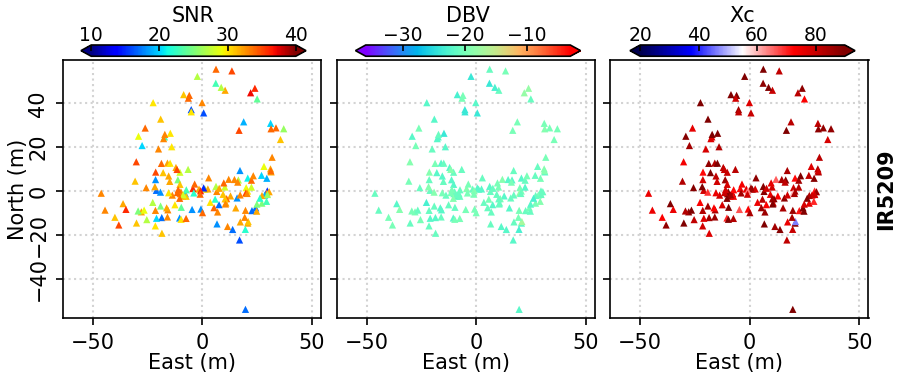 SNR DBV Xc
10 20 30 40 −30 −20 −10 20 40 60 80
40
20
0
−20
−40
North (m)
IR5209
−50 0 50 −50 0 50 −50 0 50
East (m) East (m) East (m)